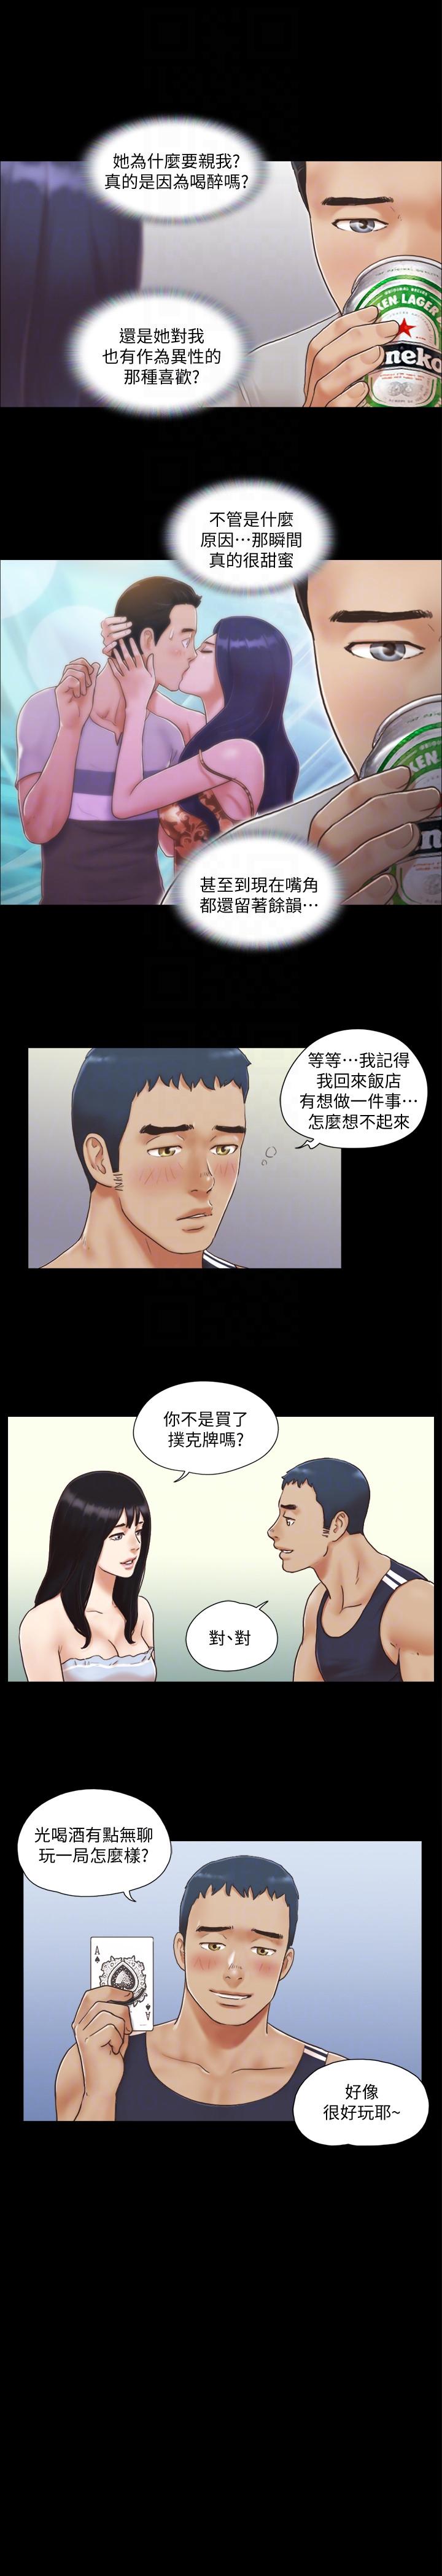 她為什麼要親我?
真的是因為喝醉嗎?
ORIGINAL RECIPE
KEN LAGER
neke
還是她對我
也有作為異性的
那種喜歡?
不管是什麼
原因…那瞬間
真的很甜蜜
KEN
甚至到現在嘴角
都還留著餘韻…
等等…我記得
我回來飯店
有想做一件事…
怎麼想不起來
你不是買了
撲克牌嗎?
對、對
光喝酒有點無聊
玩一局怎麼樣?
A
A
好像
很好玩耶~